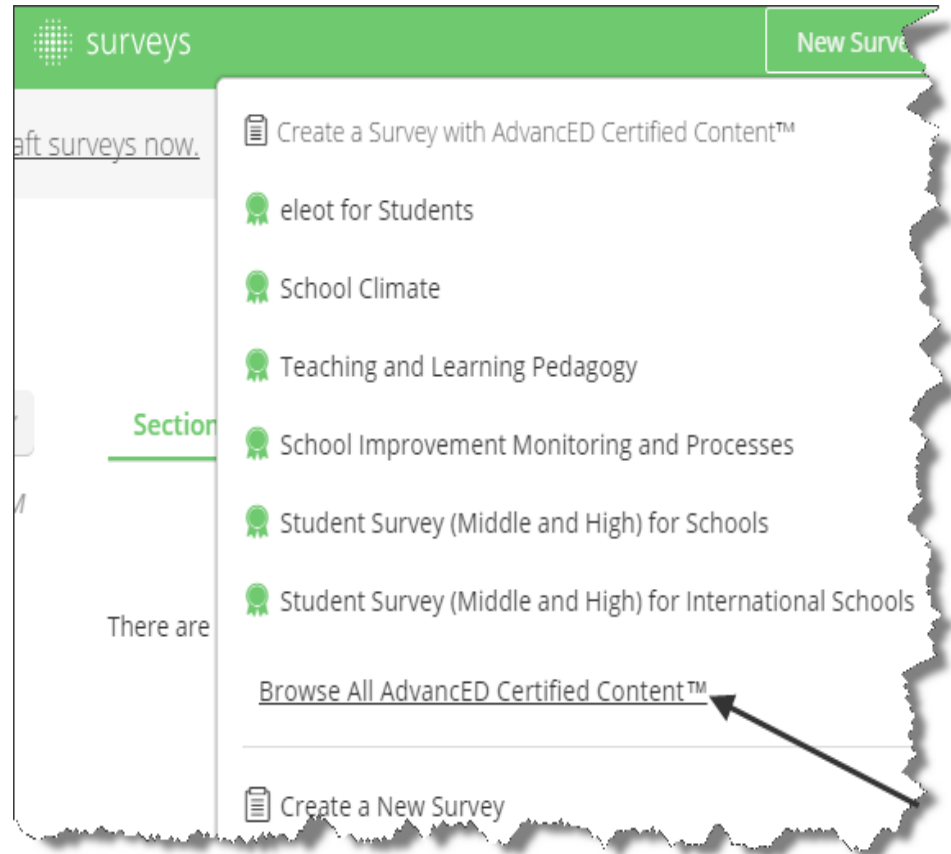 surveys
New Surve
aft surveys now.
Create a Survey with AdvancED Certified Content™
eleot for Students
School Climate
Teaching and Learning Pedagogy
Section
School Improvement Monitoring and Processes
M
Student Survey (Middle and High) for Schools
Student Survey (Middle and High) for International Schools
There are
Browse All AdvancED Certified Content™
Create a New Survey